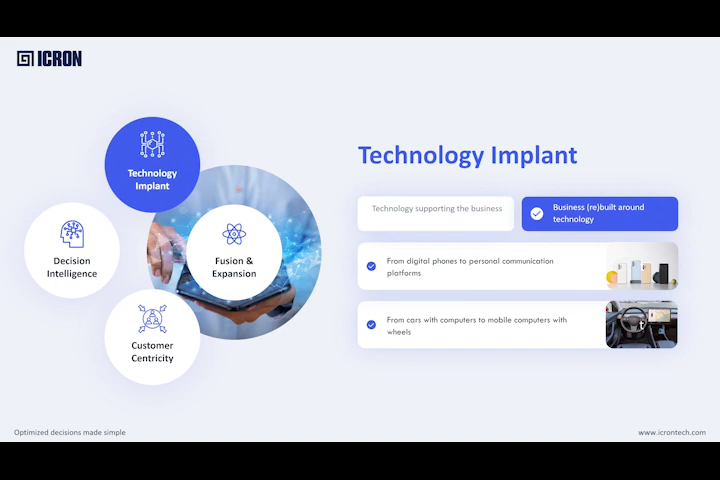 ICRON
Technology
Implant
Decision
Intelligence
Fusion &
Expansion
Customer
Centricity
Technology Implant
Technology supporting the business
Business (re)built around
technology
From digital phones to personal communication
platforms
From cars with computers to mobile computers with
wheels
Optimized decisions made simple
www.icrontech.com